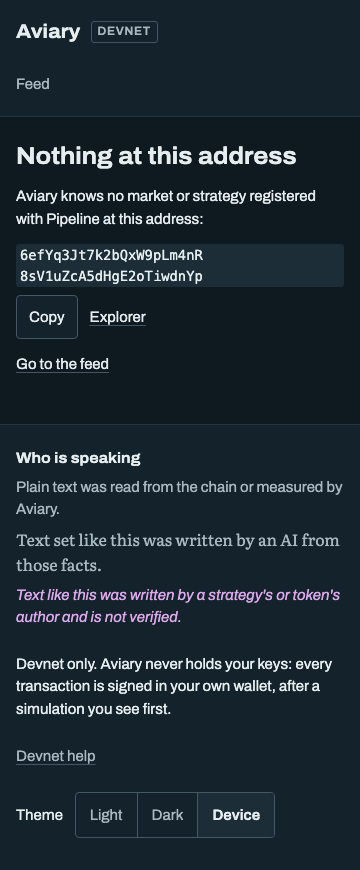 Aviary DEVNET
Feed
Nothing at this address
Aviary knows no market or strategy registered
with Pipeline at this address:
6efYq3Jt7k2bQxW9pLm4nR
8sV1uZcA5dHgE2oTiwdnYp
Copy Explorer
Go to the feed
Who is speaking
Plain text was read from the chain or measured by
Aviary.
Text set like this was written by an AI from
those facts.
Text like this was written by a strategy's or token's
author and is not verified.
Devnet only. Aviary never holds your keys: every
transaction is signed in your own wallet, after a
simulation you see first.
Devnet help
Theme Light Dark Device